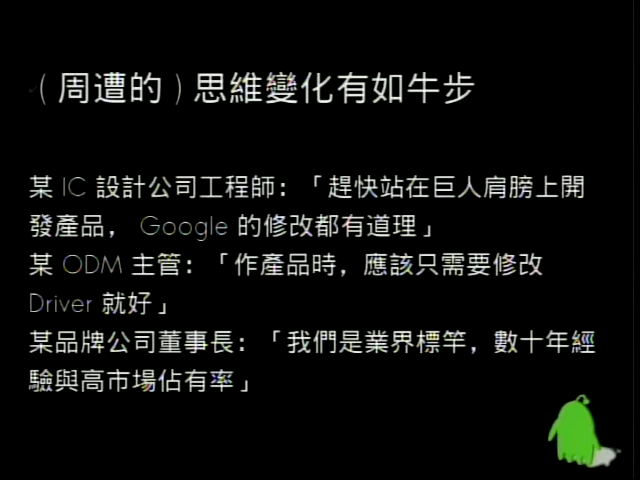 （周遭的）思維變化有如牛步
某 IC 設計公司工程師：「趕快站在巨人肩膀上開
發產品， Google 的修改都有道理」
某 ODM 主管：「作產品時，應該只需要修改
Driver 就好」
某品牌公司董事長：「我們是業界標竿，數十年經
驗與高市場佔有率」